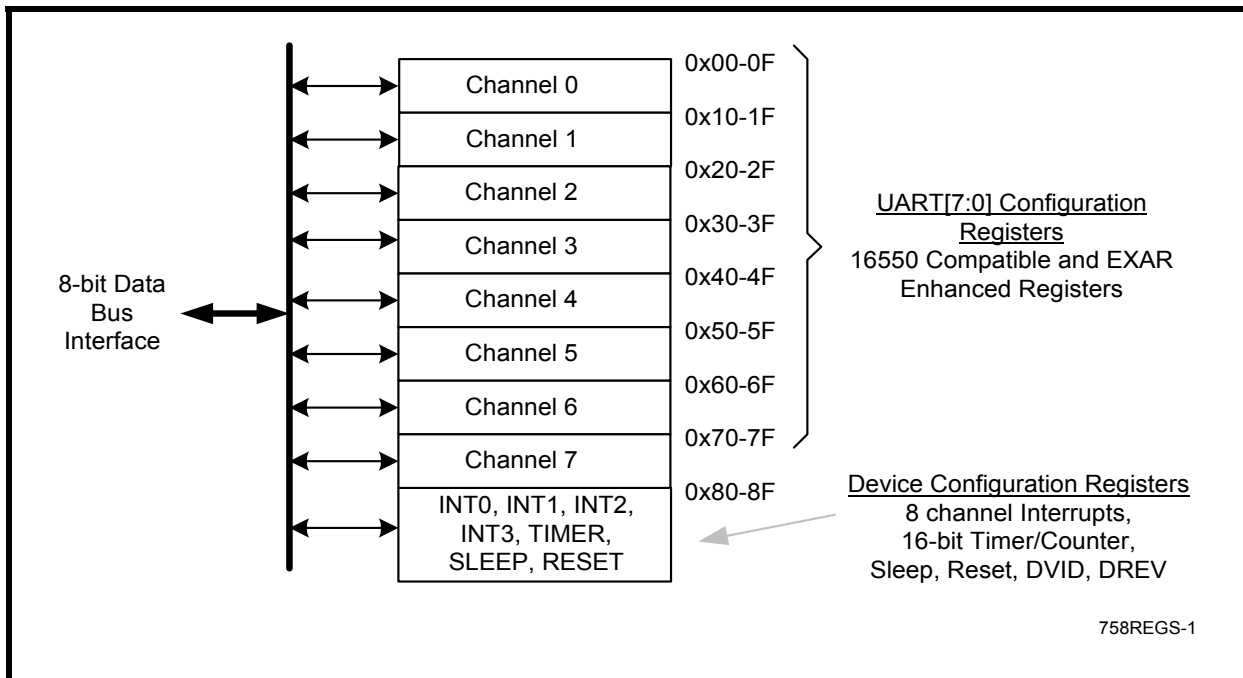 8-bit Data
Bus
Interface
Channel 0
Channel 1
Channel 2
Channel 3
Channel 4
Channel 5
Channel 6
Channel 7
INT0, INT1, INT2,
INT3, TIMER,
SLEEP, RESET
0x00-0F
0x10-1F
0x20-2F
0x30-3F
0x40-4F
0x50-5F
0x60-6F
0x70-7F
0x80-8F
UART[7:0] Configuration
Registers
16550 Compatible and EXAR
Enhanced Registers
Device Configuration Registers
8 channel Interrupts,
16-bit Timer/Counter,
Sleep, Reset, DVID, DREV
758REGS-1